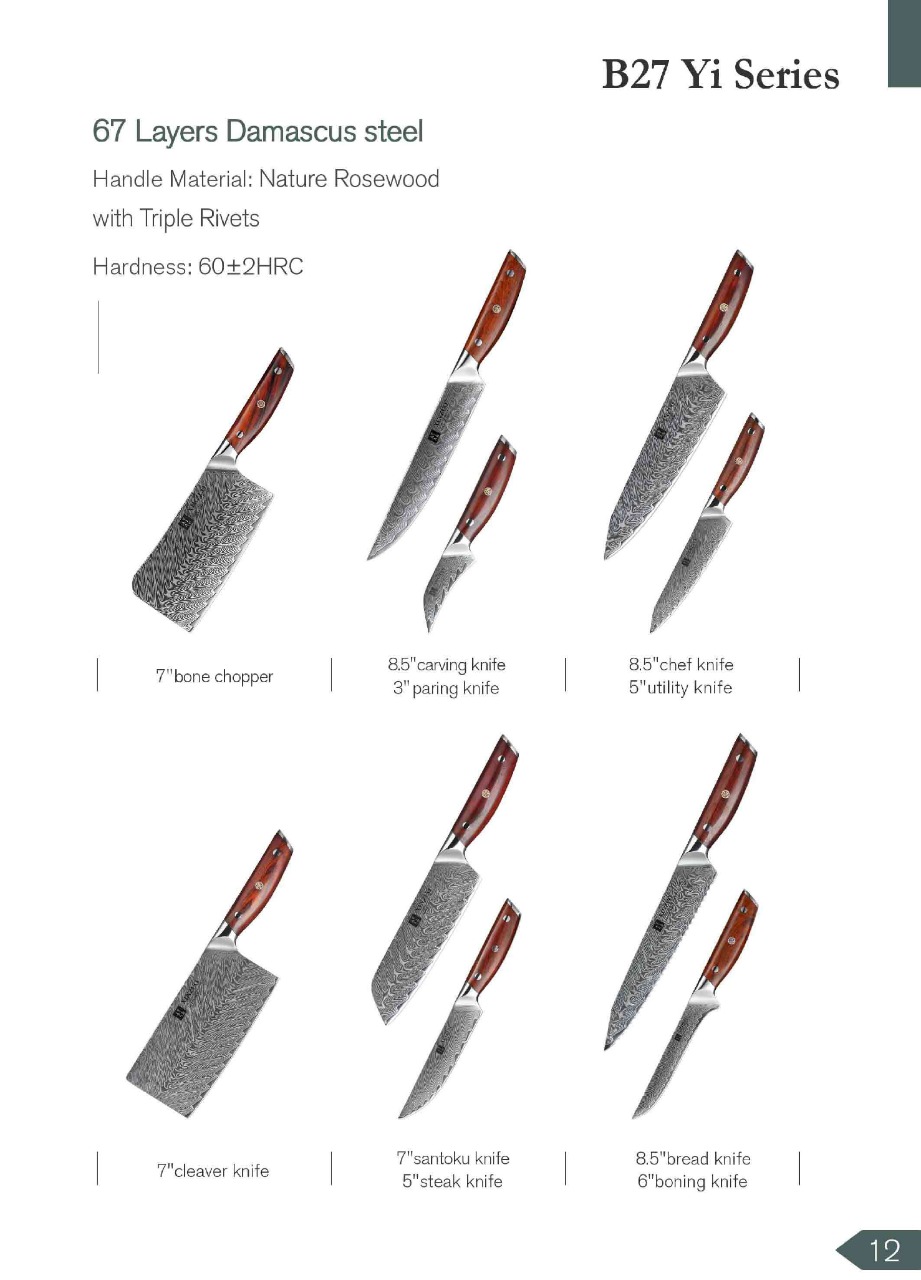 B27 Yi Series
67 Layers Damascus steel
Handle Material: Nature Rosewood
with Triple Rivets
Hardness: 60±2HRC
7"bone chopper
8.5"carving knife
3"paring knife
8.5"chef knife
5"utility knife
7"cleaver knife
7"santoku knife
5"steak knife
8.5"bread knife
6"boning knife
12